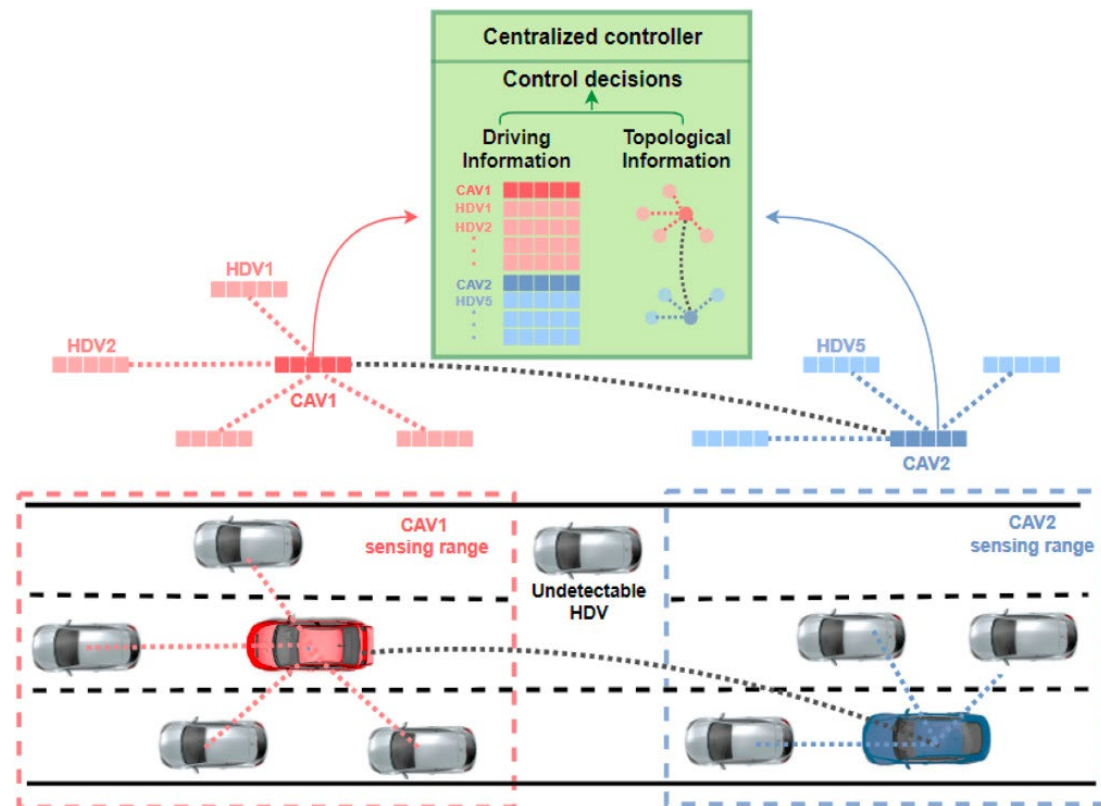 Centralized controller
Control decisions
Driving
Information
Topological
Information
CAV1
HDV1
HDV2
CAV2
HDV5
HDV1
HDV2
CAV1
HDV5
CAV2
CAV1
sensing range
Undetectable
HDV
CAV2
sensing range